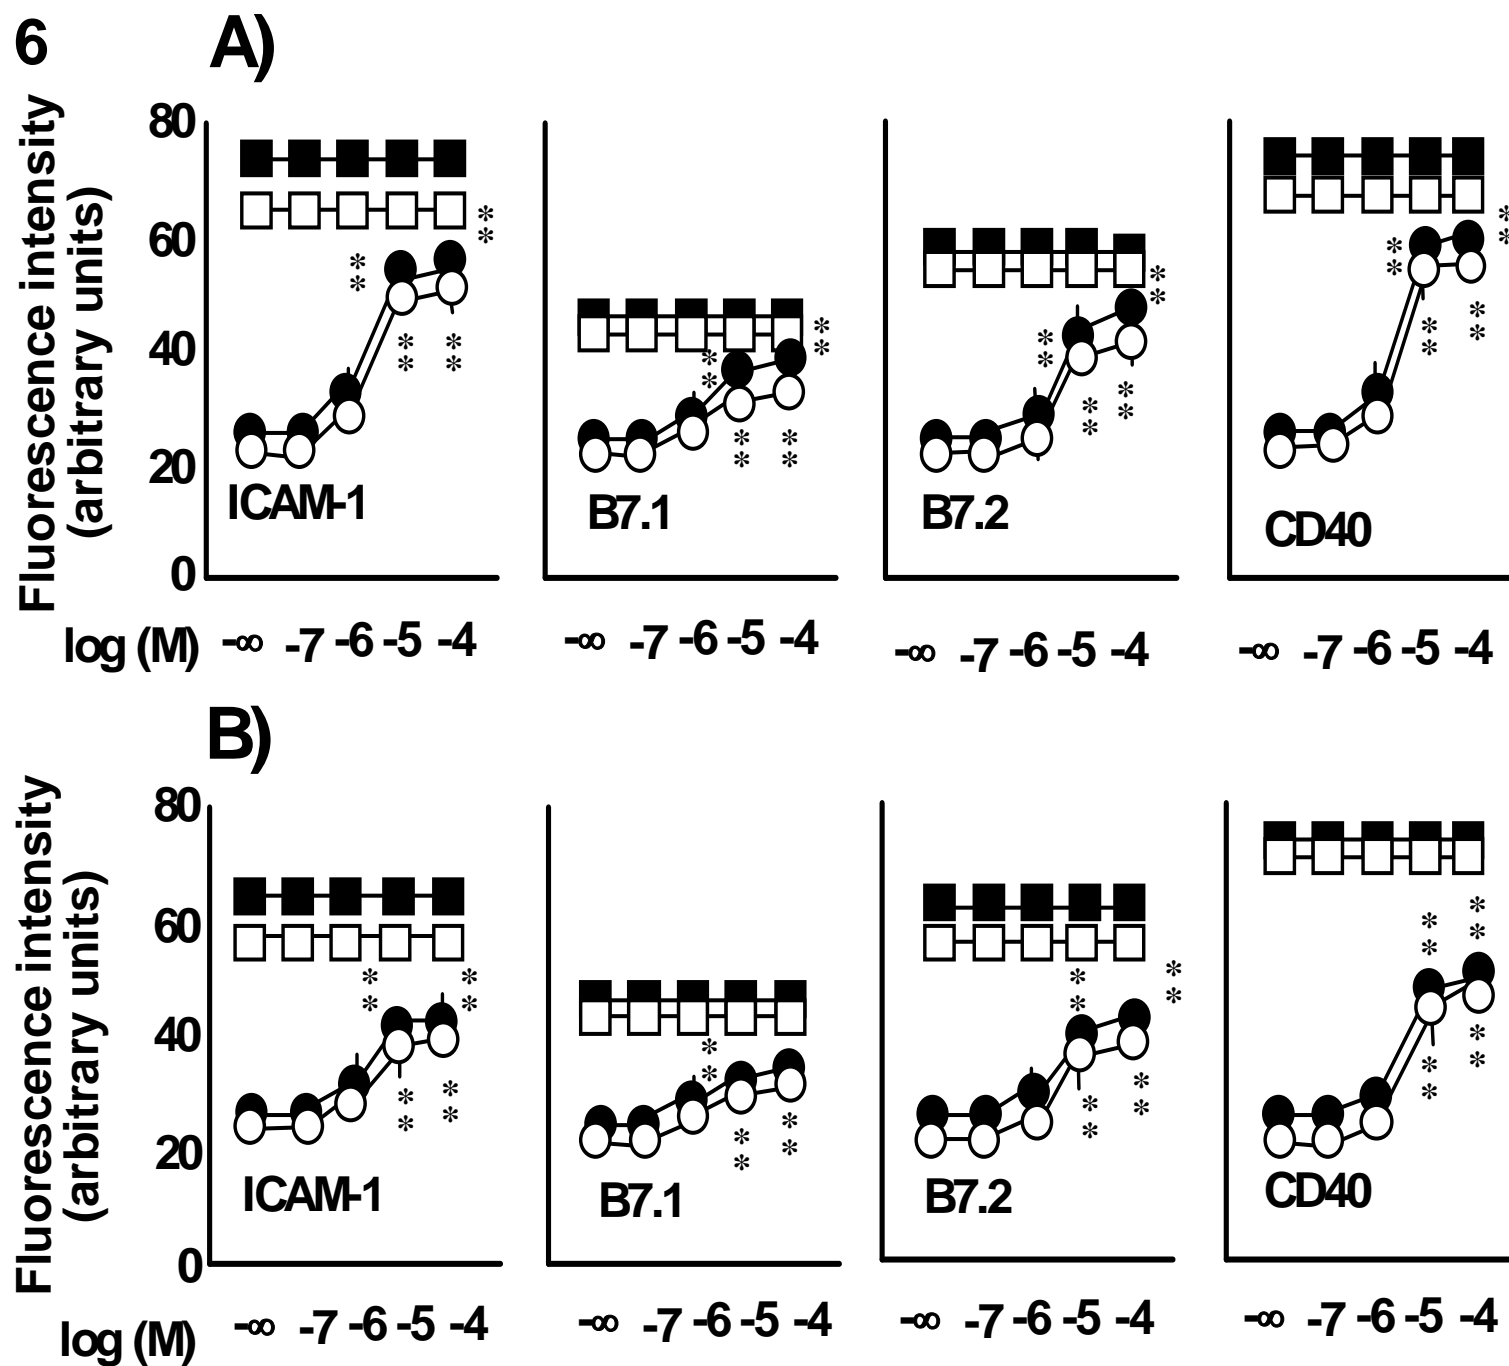 6
A)
Fluorescence intensity
(arbitrary units)
80
60
40
20
0
**
**
**
**
ICAM-1
**
**
**
**
B7.1
**
**
**
**
B7.2
**
**
**
**
CD40
log (M) -∞ -7 -6 -5 -4
-∞ -7 -6 -5 -4
-∞ -7 -6 -5 -4
-∞ -7 -6 -5 -4
B)
Fluorescence intensity
(arbitrary units)
80
60
40
20
0
**
**
**
**
ICAM-1
**
**
**
B7.1
**
**
**
**
B7.2
**
**
**
**
CD40
log (M) -∞ -7 -6 -5 -4
-∞ -7 -6 -5 -4
-∞ -7 -6 -5 -4
-∞ -7 -6 -5 -4